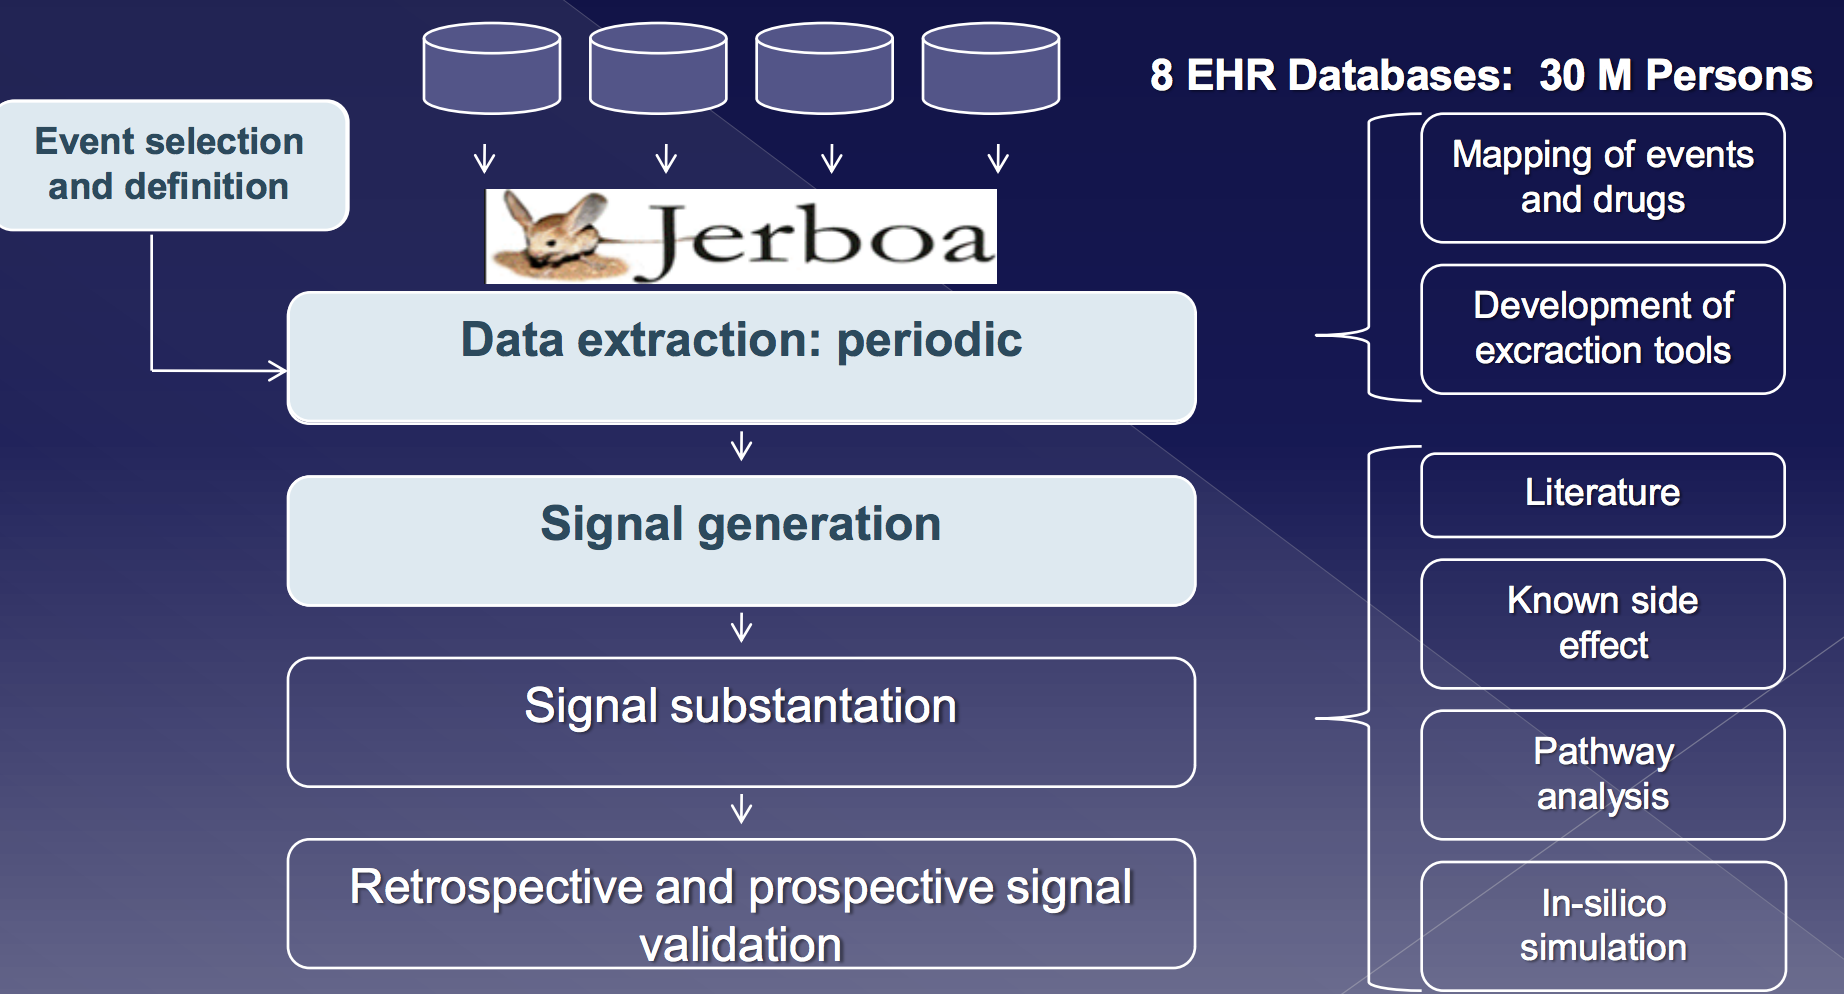 8 EHR Databases:  30 M Persons
Event selection
and definition
Jerboa
Data extraction: periodic
Signal generation
Signal substantation
Retrospective and prospective signal
validation
Mapping of events
and drugs
Development of
excraction tools
Literature
Known side
effect
Pathway
analysis
In-silico
simulation